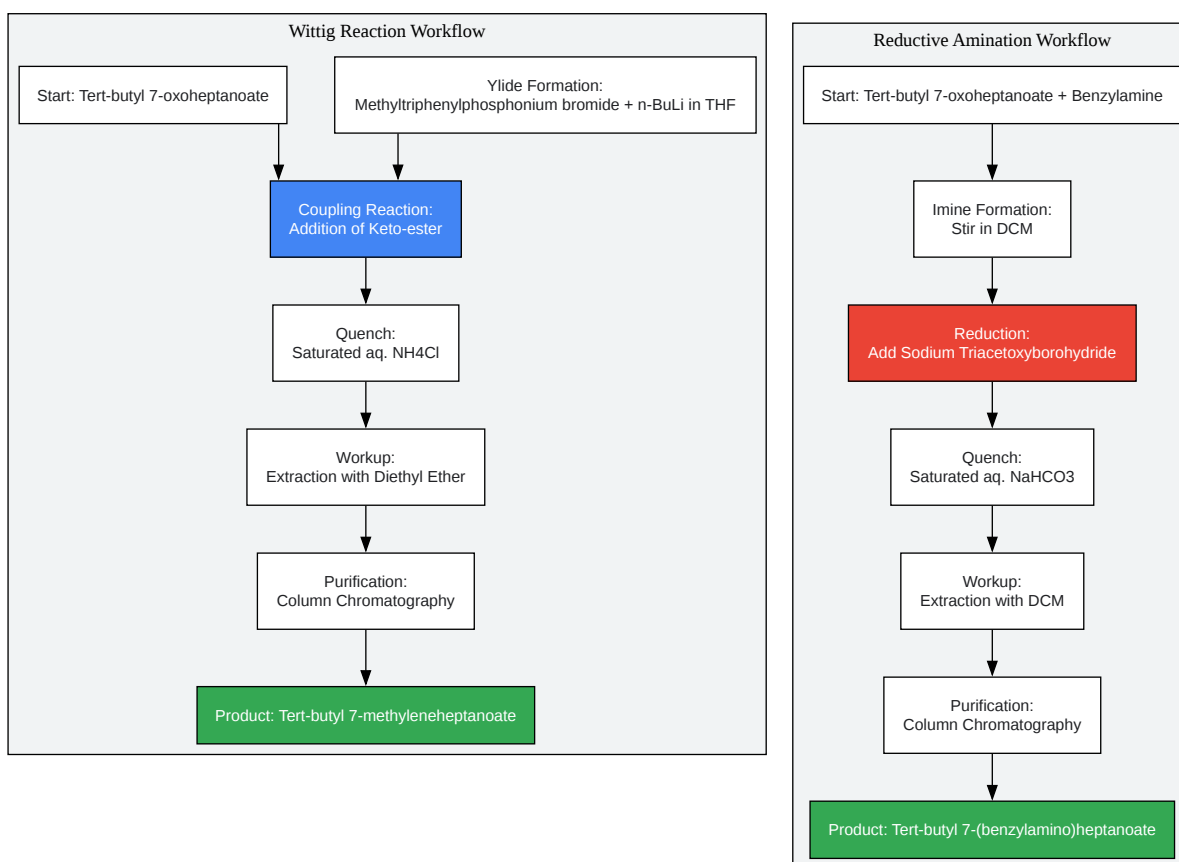 Wittig Reaction Workflow
Start: Tert-butyl 7-oxoheptanoate
Ylide Formation:
Methyltriphenylphosphonium bromide + n-BuLi in THF
Coupling Reaction:
Addition of Keto-ester
Quench:
Saturated aq. NH4Cl
Workup:
Extraction with Diethyl Ether
Purification:
Column Chromatography
Product: Tert-butyl 7-methyleneheptanoate
Reductive Amination Workflow
Start: Tert-butyl 7-oxoheptanoate + Benzylamine
Imine Formation:
Stir in DCM
Reduction:
Add Sodium Triacetoxyborohydride
Quench:
Saturated aq. NaHCO3
Workup:
Extraction with DCM
Purification:
Column Chromatography
Product: Tert-butyl 7-(benzylamino)heptanoate